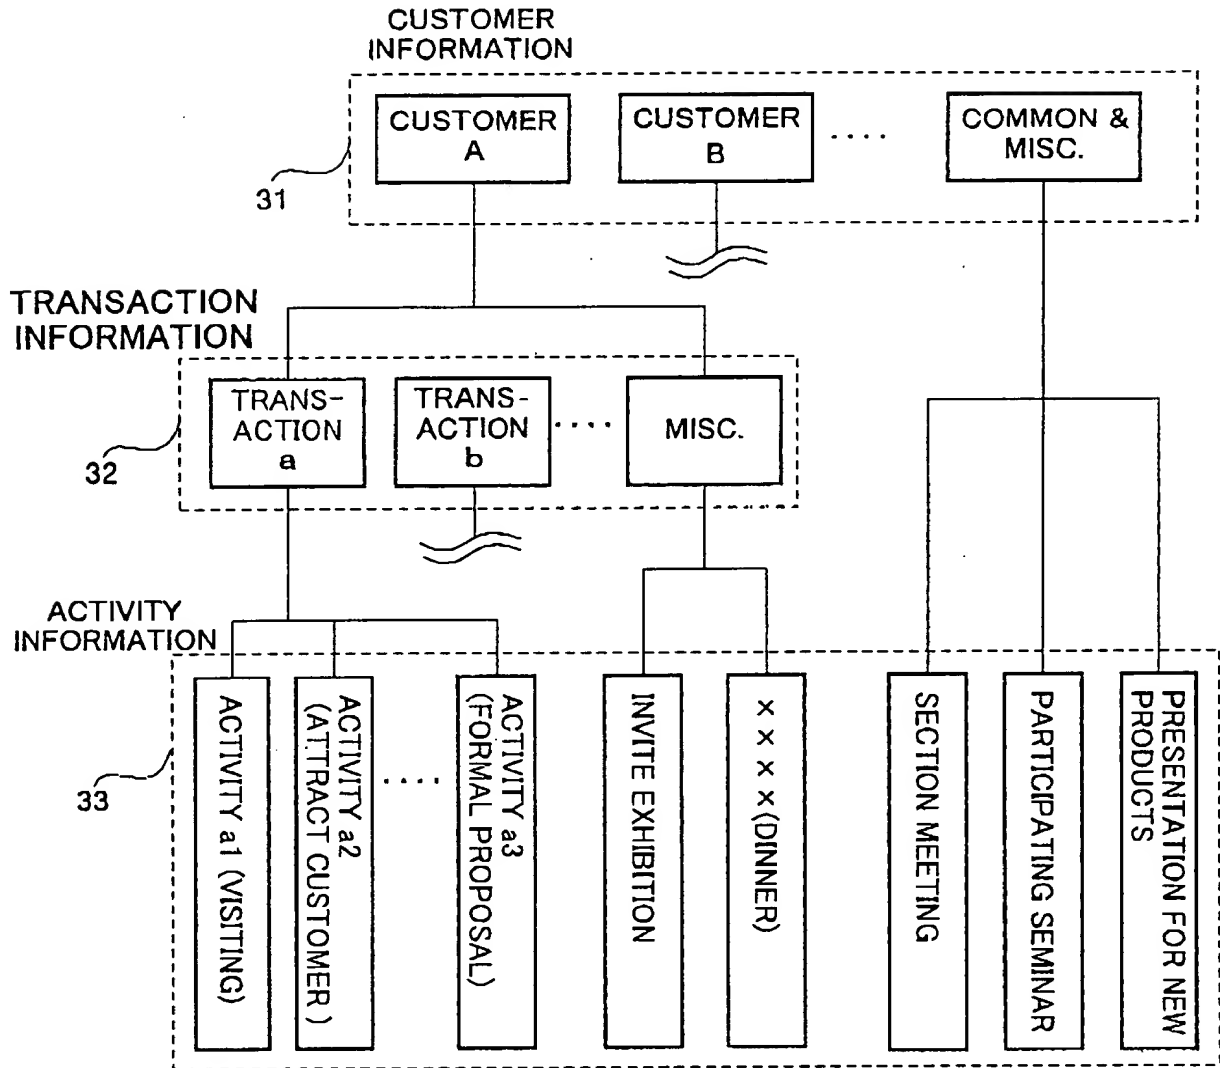 CUSTOMER
INFORMATION
CUSTOMER
A
CUSTOMER
B
....
COMMON &
MISC.
31
TRANSACTION
INFORMATION
TRANS-
ACTION
a
TRANS-
ACTION
b
....
MISC.
32
ACTIVITY
INFORMATION
33
ACTIVITY a1 (VISITING)
ACTIVITY a2
(ATTRACT CUSTOMER)
....
ACTIVITY a3
(FORMAL PROPOSAL)
INVITE EXHIBITION
××××(DINNER)
SECTION MEETING
PARTICIPATING SEMINAR
PRESENTATION FOR NEW
PRODUCTS